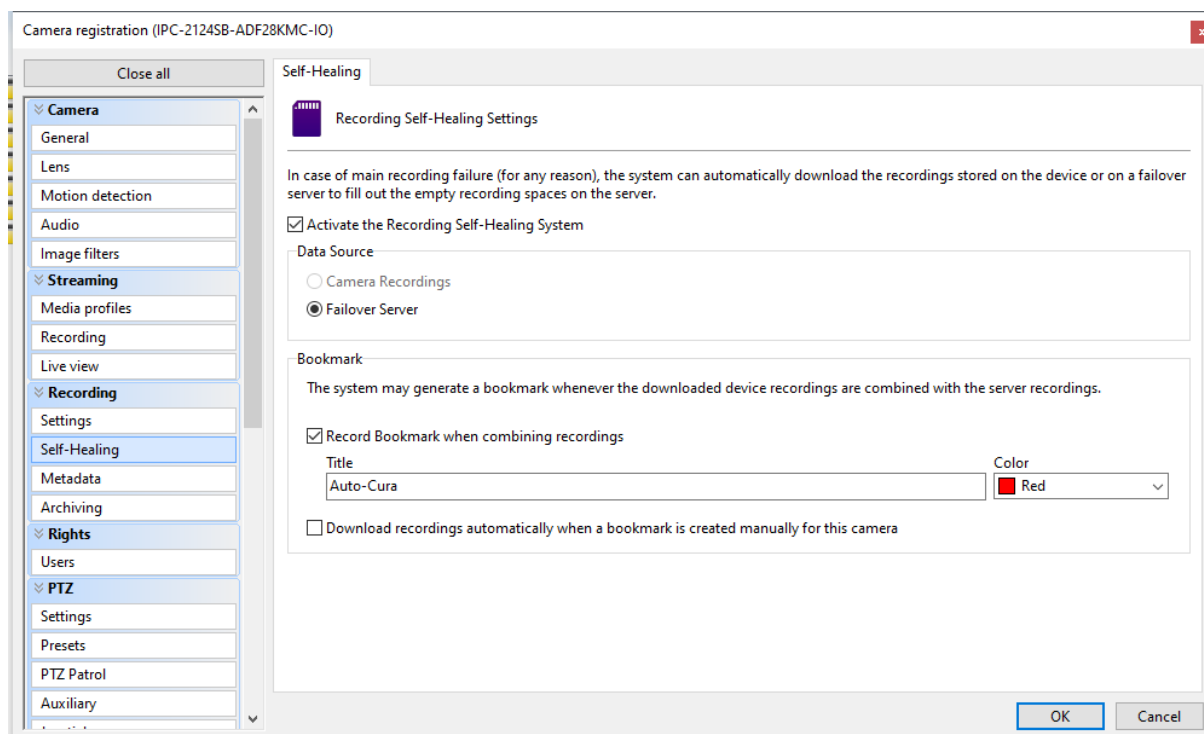 Camera registration (IPC-2124SB-ADF28KMC-IO)
Close all
Camera
General
Lens
Motion detection
Audio
Image filters
Streaming
Media profiles
Recording
Live view
Recording
Settings
Self-Healing
Metadata
Archiving
Rights
Users
PTZ
Settings
Presets
PTZ Patrol
Auxiliary
Self-Healing
Recording Self-Healing Settings
In case of main recording failure (for any reason), the system can automatically download the recordings stored on the device or on a failover
server to fill out the empty recording spaces on the server.
Activate the Recording Self-Healing System
Data Source
Camera Recordings
Failover Server
Bookmark
The system may generate a bookmark whenever the downloaded device recordings are combined with the server recordings.
Record Bookmark when combining recordings
Title
Color
Auto-Cura
Red
Download recordings automatically when a bookmark is created manually for this camera
OK
Cancel